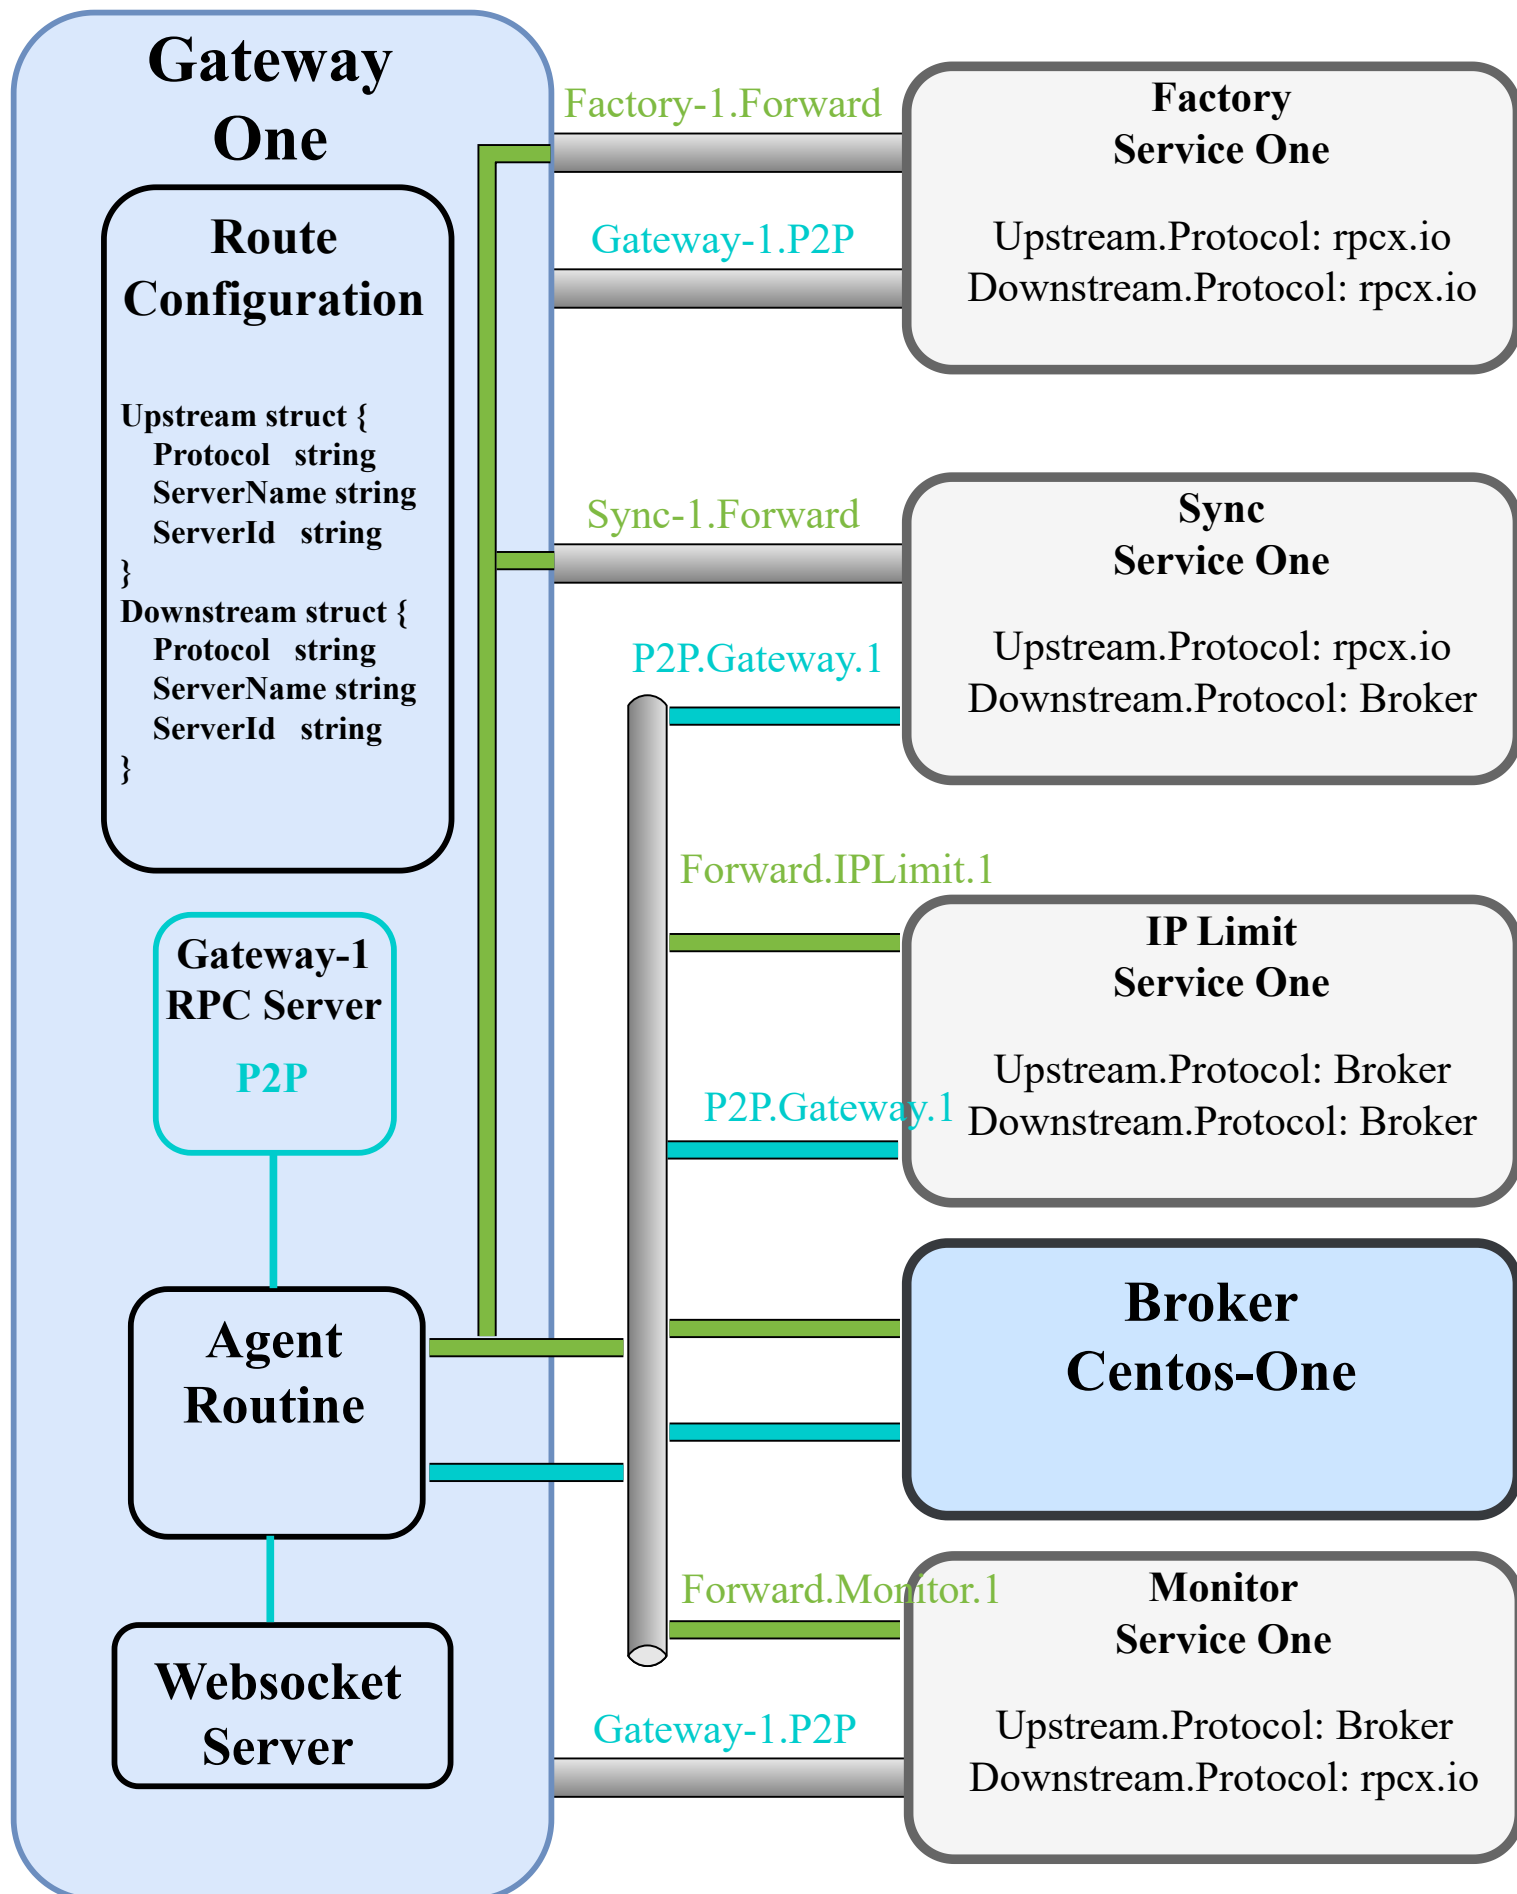 Gateway
One
Route
Configuration
Upstream struct {
Protocol string
ServerName string
ServerId string
}
Downstream struct {
Protocol string
ServerName string
ServerId string
}
Gateway-1
RPC Server
P2P
Agent
Routine
Websocket
Server
Factory-1.Forward
Gateway-1.P2P
Factory
Service One
Upstream.Protocol: rpcx.io
Downstream.Protocol: rpcx.io
Sync-1.Forward
P2P.Gateway.1
Sync
Service One
Upstream.Protocol: rpcx.io
Downstream.Protocol: Broker
Forward.IPLimit.1
P2P.Gateway.1
IP Limit
Service One
Upstream.Protocol: Broker
Downstream.Protocol: Broker
Broker
Centos-One
Forward.Monitor.1
Gateway-1.P2P
Monitor
Service One
Upstream.Protocol: Broker
Downstream.Protocol: rpcx.io